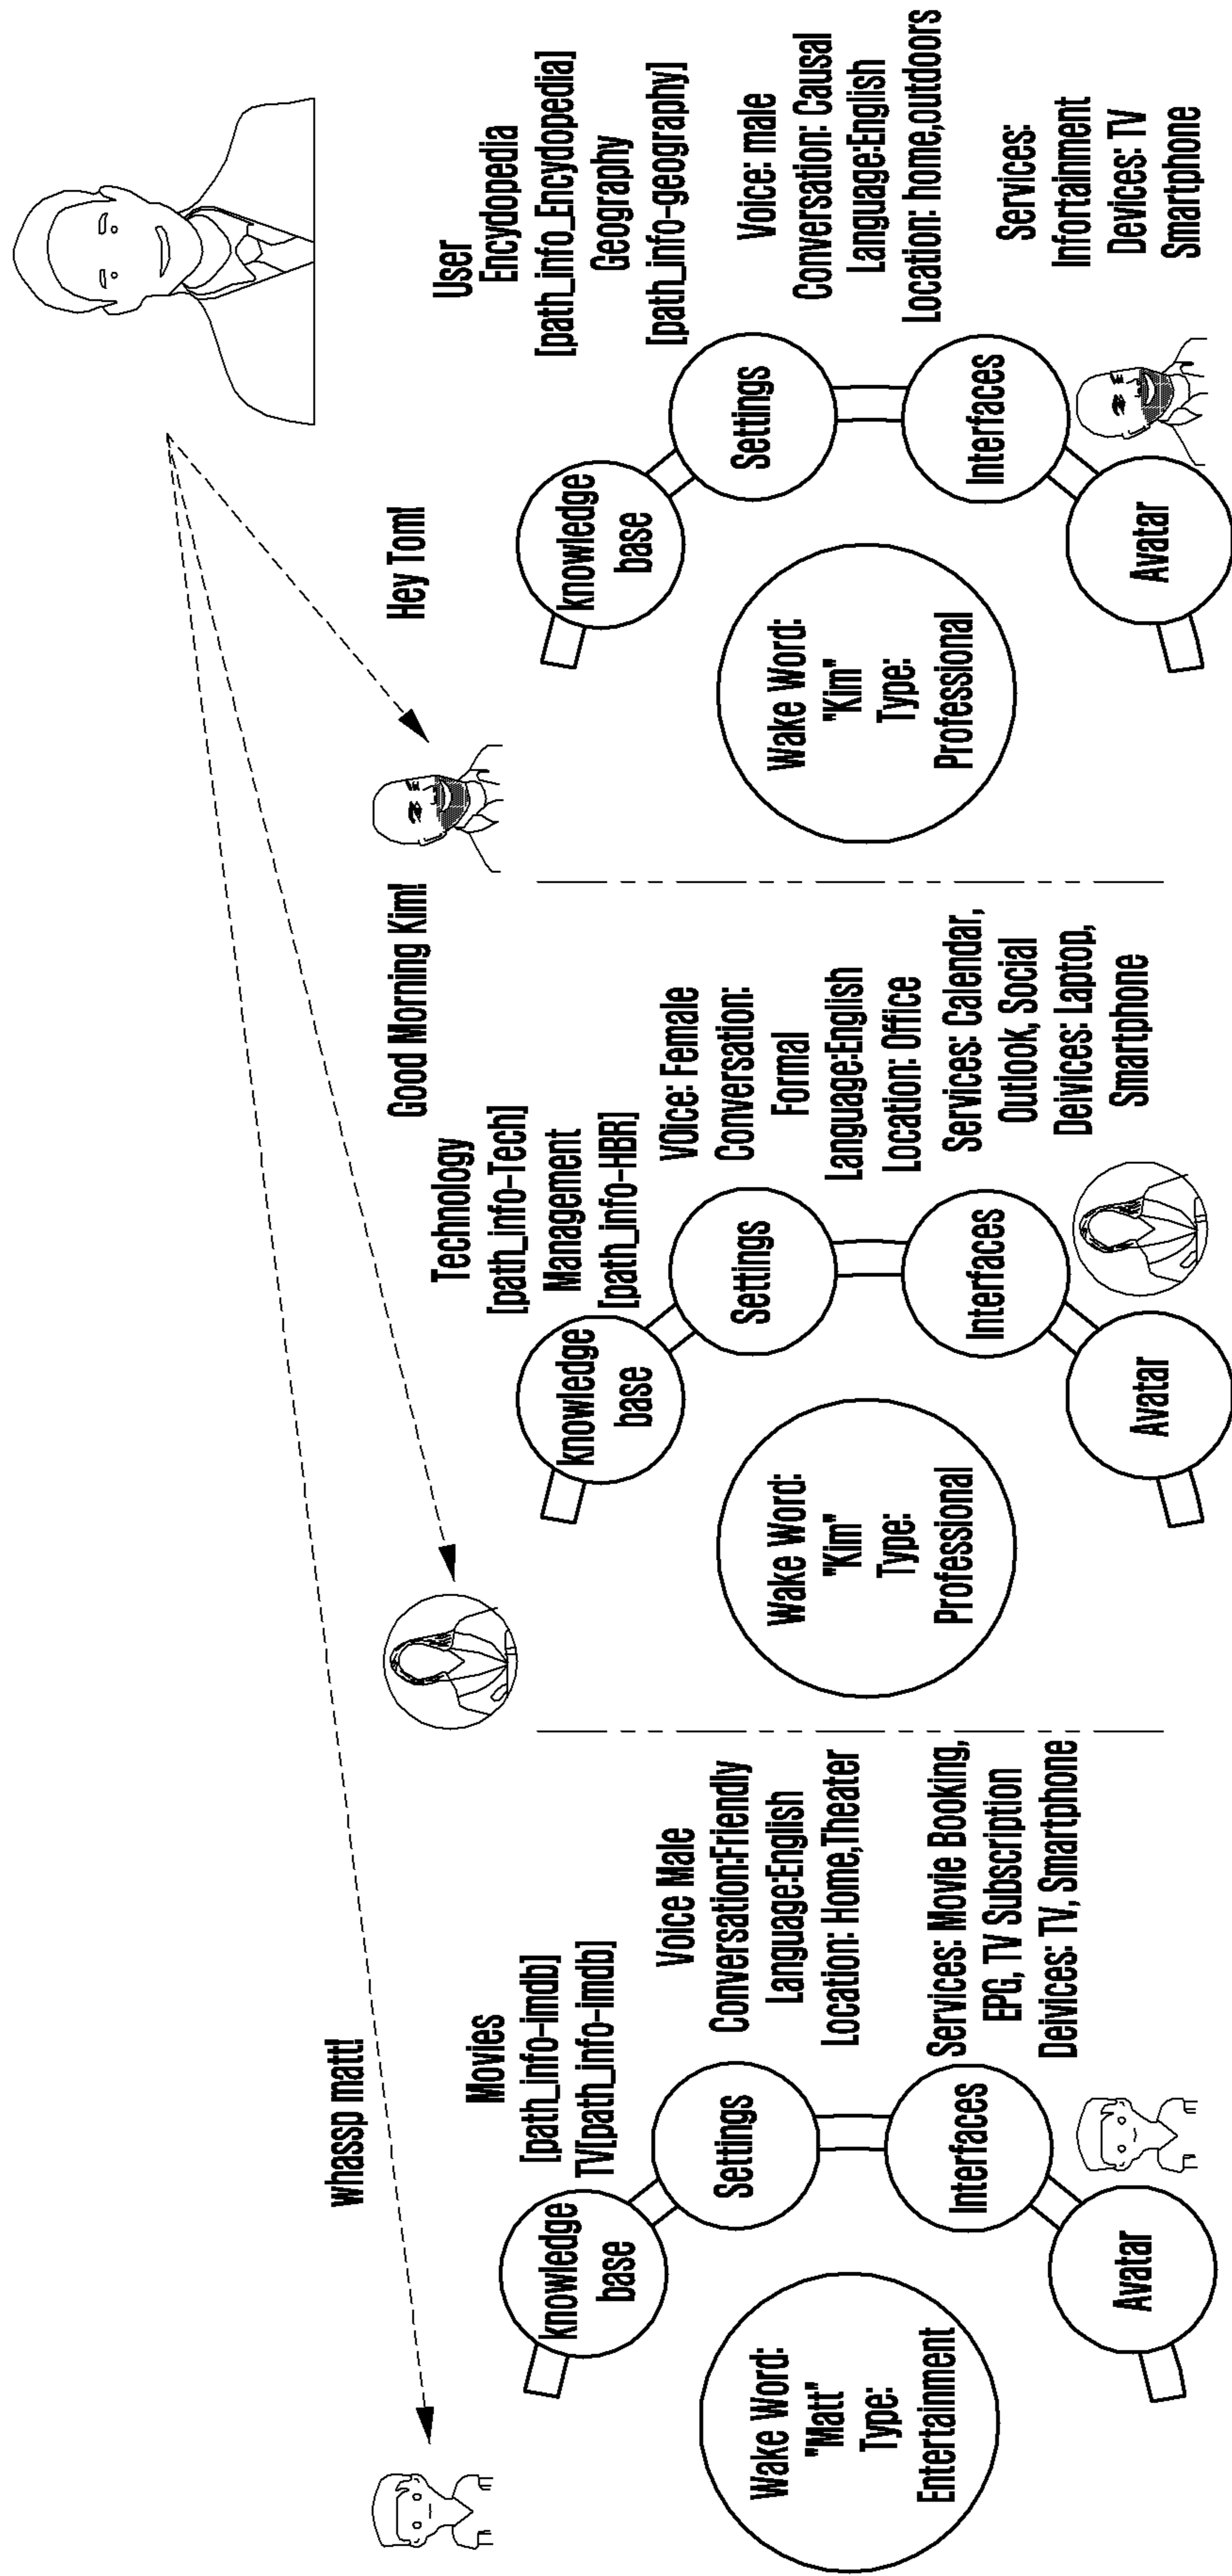 whassp matt!
Good Morning Kim!
Hey Tom!
Movies
[path_info-imdb]
TV[path_info-imdb]
knowledge
base
Settings
Interfaces
Avatar
Wake Word:
"Matt"
Type:
Entertainment
Voice Male
Conversation:Friendly
Language:English
Location: Home,Theater
Services: Movie Booking,
EPG, TV Subscription
Deivices: TV, Smartphone
Technology
[path_info-Tech]
Management
[path_info-HBR]
knowledge
base
Settings
Interfaces
Avatar
Wake Word:
"Kim"
Type:
Professional
VOice: Female
Conversation:
Formal
Language:English
Location: Office
Services: Calendar,
Outlook, Social
Deivices: Laptop,
Smartphone
User
Encydopedia
[path_info_Encydopedia]
Geography
[path_info-geography]
knowledge
base
Settings
Interfaces
Avatar
Wake Word:
"Kim"
Type:
Professional
Voice: male
Conversation: Causal
Language:English
Location: home,outdoors
Services:
Infortainment
Devices: TV
Smartphone